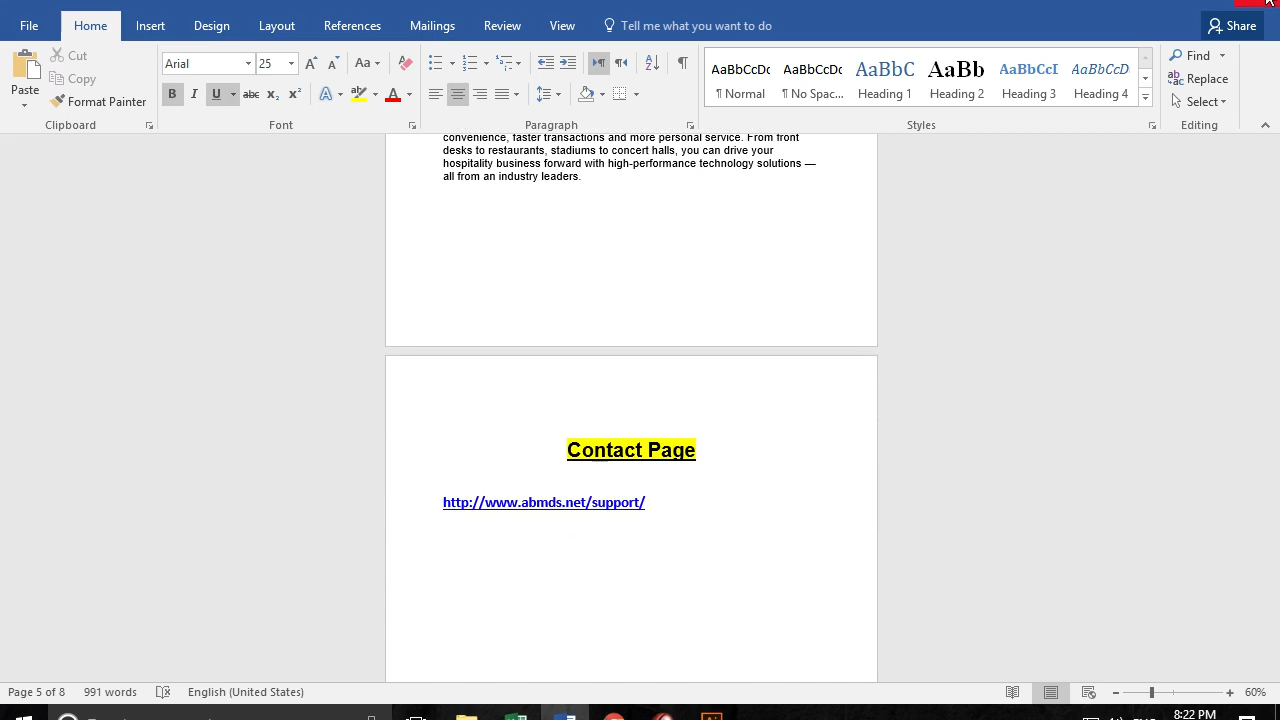 File Home Insert Design Layout References Mailings Review View Tell me what you want to do Share
Cut
Copy
Format Painter
Paste
Arial 25
Aa
B I U abc x₂ x² A A
AaBbCcDc AaBbCcDc AaBbC AaBb AaBbCcI AaBbCcD
¶ Normal ¶ No Spac... Heading 1 Heading 2 Heading 3 Heading 4
Find
Replace
Select
Clipboard Font Paragraph Styles Editing
convenience, faster transactions and more personal service. From front
desks to restaurants, stadiums to concert halls, you can drive your
hospitality business forward with high-performance technology solutions —
all from an industry leaders.
Contact Page
http://www.abmds.net/support/
Page 5 of 8 991 words English (United States) 60%
8:22 PM